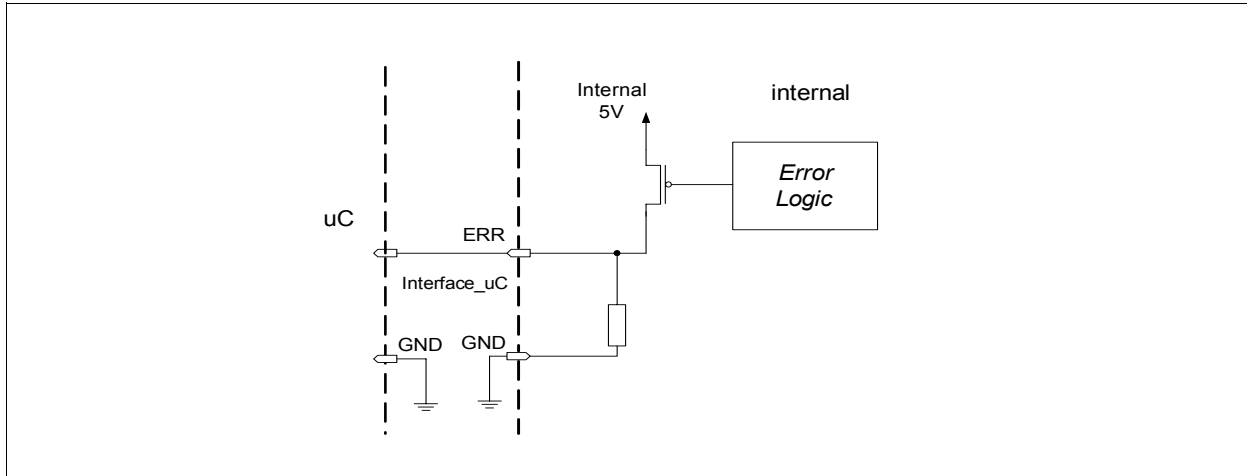 Internal
5V
internal
Error
Logic
uC
ERR
Interface_uC
GND
GND